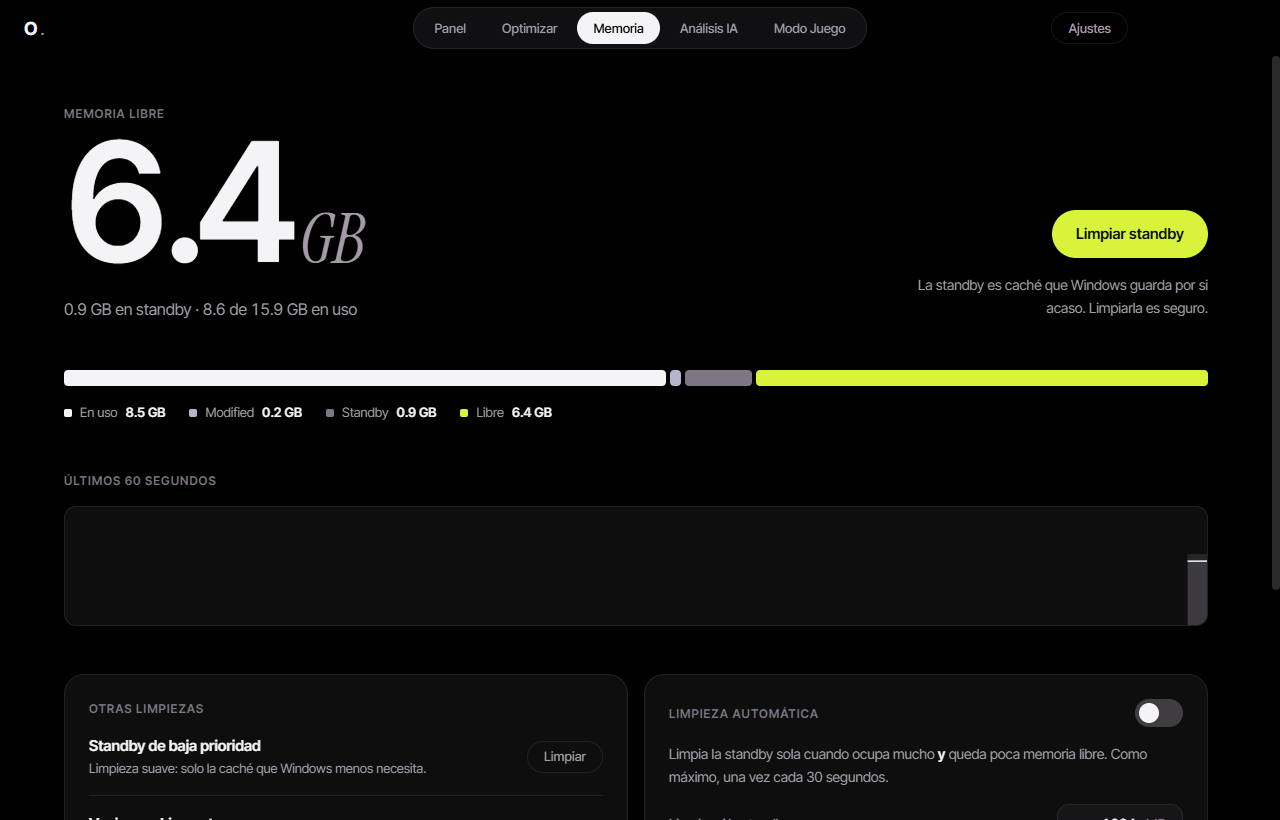 O.
Panel
Optimizar
Memoria
Análisis IA
Modo Juego
Ajustes
MEMORIA LIBRE
6.4 GB
0.9 GB en standby · 8.6 de 15.9 GB en uso
Limpiar standby
La standby es caché que Windows guarda por si
acaso. Limpiarla es seguro.
En uso 8.5 GB
Modified 0.2 GB
Standby 0.9 GB
Libre 6.4 GB
ÚLTIMOS 60 SEGUNDOS
OTRAS LIMPIEZAS
Standby de baja prioridad
Limpieza suave: solo la caché que Windows menos necesita.
Limpiar
LIMPIEZA AUTOMÁTICA
Limpia la standby sola cuando ocupa mucho y queda poca memoria libre. Como
máximo, una vez cada 30 segundos.